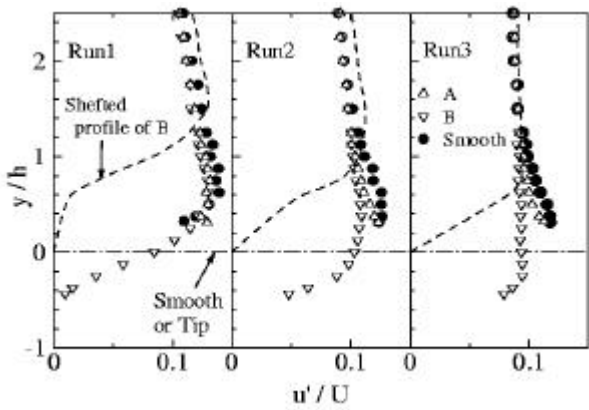 Run1
Run2
Run3
Shefted
profile of B
A
B
Smooth
Smooth
or Tip
y / h
2
1
0
-1
0
0.1
0
0.1
0
0.1
u' / U